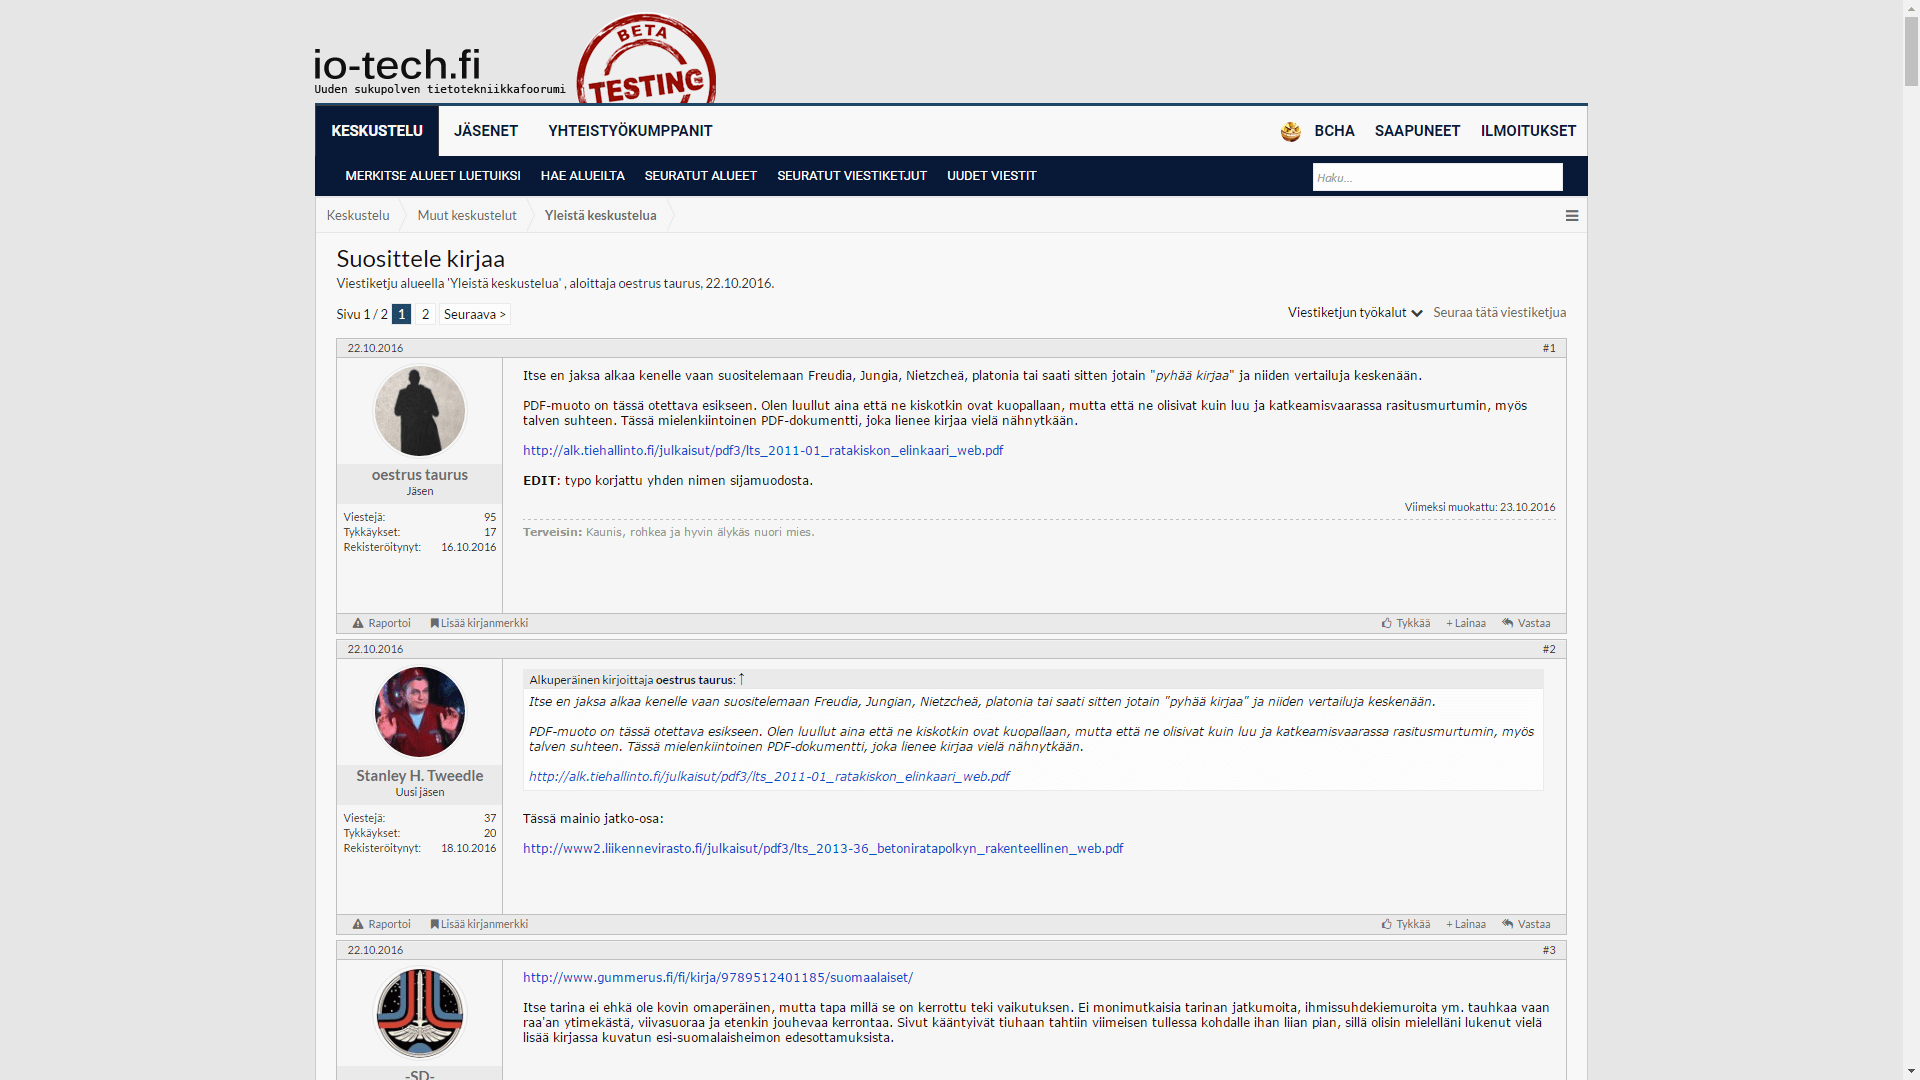 BETA
TESTING
io-tech.fi
Uuden sukupolven tietotekniikkafoorumi
KESKUSTELU JÄSENET YHTEISTYÖKUMPPANIT BCHA SAAPUNEET ILMOITUKSET
MERKITSE ALUEET LUETUIKSI HAE ALUEILTA SEURATUT ALUEET SEURATUT VIESTIKETJUT UUDET VIESTIT Haku...
Keskustelu Muut keskustelut Yleistä keskustelua
Suosittele kirjaa
Viestiketju alueella 'Yleistä keskustelua' , aloittaja oestrus taurus, 22.10.2016.
Sivu 1 / 2 1 2 Seuraava > Viestiketjun työkalut Seuraa tätä viestiketjua
22.10.2016 #1
Itse en jaksa alkaa kenelle vaan suositelemaan Freudia, Jungia, Nietzcheä, platonia tai saati sitten jotain "pyhää kirjaa" ja niiden vertailuja keskenään.
PDF-muoto on tässä otettava esikseen. Olen luullut aina että ne kiskotkin ovat kuopallaan, mutta että ne olisivat kuin luu ja katkeamisvaarassa rasitusmurtumin, myös
talven suhteen. Tässä mielenkiintoinen PDF-dokumentti, joka lienee kirjaa vielä nähnytkään.
http://alk.tiehallinto.fi/julkaisut/pdf3/lts_2011-01_ratakiskon_elinkaari_web.pdf
EDIT: typo korjattu yhden nimen sijamuodosta.
Viimeksi muokattu: 23.10.2016
Terveisin: Kaunis, rohkea ja hyvin älykäs nuori mies.
oestrus taurus
Jäsen
Viestejä: 95
Tykkäykset: 17
Rekisteröitynyt: 16.10.2016
Raportoi Lisää kirjanmerkki Tykkää + Lainaa Vastaa
22.10.2016 #2
Alkuperäinen kirjoittaja oestrus taurus: ↑
Itse en jaksa alkaa kenelle vaan suositelemaan Freudia, Jungian, Nietzcheä, platonia tai saati sitten jotain "pyhää kirjaa" ja niiden vertailuja keskenään.
PDF-muoto on tässä otettava esikseen. Olen luullut aina että ne kiskotkin ovat kuopallaan, mutta että ne olisivat kuin luu ja katkeamisvaarassa rasitusmurtumin, myös
talven suhteen. Tässä mielenkiintoinen PDF-dokumentti, joka lienee kirjaa vielä nähnytkään.
http://alk.tiehallinto.fi/julkaisut/pdf3/lts_2011-01_ratakiskon_elinkaari_web.pdf
Tässä mainio jatko-osa:
http://www2.liikennevirasto.fi/julkaisut/pdf3/lts_2013-36_betoniratapolkyn_rakenteellinen_web.pdf
Stanley H. Tweedle
Uusi jäsen
Viestejä: 37
Tykkäykset: 20
Rekisteröitynyt: 18.10.2016
Raportoi Lisää kirjanmerkki Tykkää + Lainaa Vastaa
22.10.2016 #3
http://www.gummerus.fi/fi/kirja/9789512401185/suomaalaiset/
Itse tarina ei ehkä ole kovin omaperäinen, mutta tapa millä se on kerrottu teki vaikutuksen. Ei monimutkaisia tarinan jatkumoita, ihmissuhdekiemuroita ym. tauhkaa vaan
raa'an ytimekästä, viivasuoraa ja etenkin jouhevaa kerrontaa. Sivut kääntyivät tiuhaan tahtiin viimeisen tullessa kohdalle ihan liian pian, sillä olisin mielelläni lukenut vielä
lisää kirjassa kuvatun esi-suomalaisheimon edesottamuksista.
-SD-